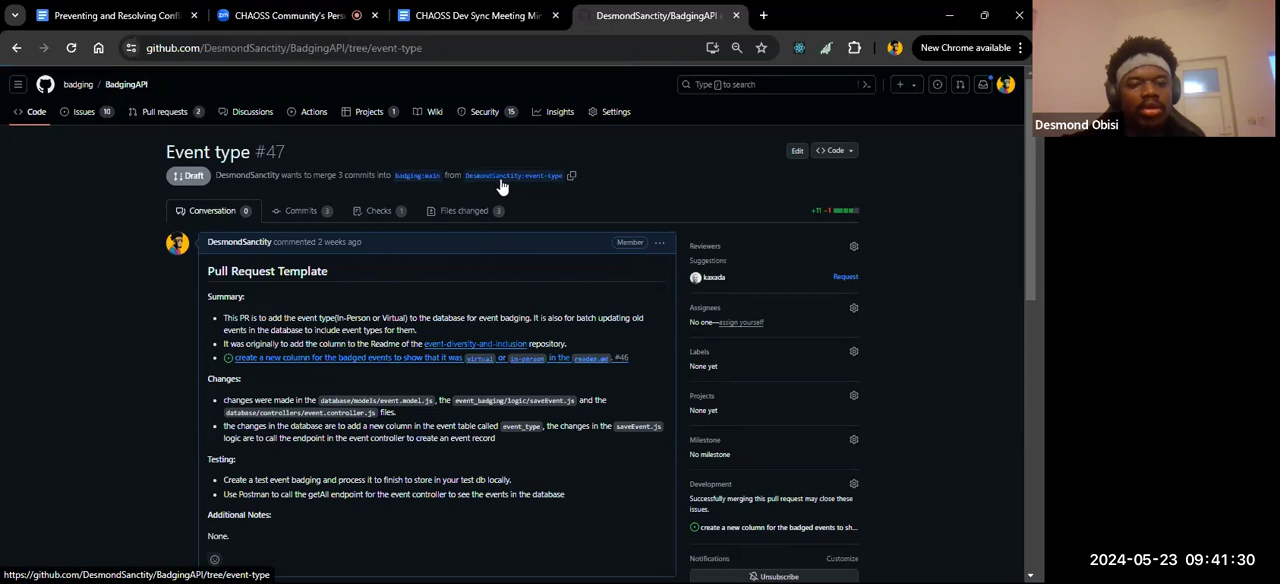 Preventing and Resolving Confl
CHAOSS Community's Pers
CHAOSS Dev Sync Meeting Min
DesmondSanctity/BadgingAPI
github.com/DesmondSanctity/BadgingAPI/tree/event-type
New Chrome available
badging / BadgingAPI
Type / to search
Code
Issues 10
Pull requests 2
Discussions
Actions
Projects 1
Wiki
Security 15
Insights
Settings
Desmond Obisi
Event type #47
Edit
<> Code
Draft
DesmondSanctity wants to merge 3 commits into badging:main from DesmondSanctity:event-type
Conversation 0
Commits 3
Checks 1
Files changed 3
+11 −1
DesmondSanctity commented 2 weeks ago
Member
Pull Request Template
Summary:
This PR is to add the event type(In-Person or Virtual) to the database for event badging. It is also for batch updating old
events in the database to include event types for them.
It was originally to add the column to the Readme of the event-diversity-and-inclusion repository.
create a new column for the badged events to show that it was virtual or in-person in the readme.md. #46
Changes:
changes were made in the database/models/event.model.js, the event_badging/logic/saveEvent.js and the
database/controllers/event.controller.js files.
the changes in the database are to add a new column in the event table called event_type, the changes in the saveEvent.js
logic are to call the endpoint in the event controller to create an event record
Testing:
Create a test event badging and process it to finish to store in your test db locally.
Use Postman to call the getAll endpoint for the event controller to see the events in the database
Additional Notes:
None.
Reviewers
Suggestions
kaxada
Request
Assignees
No one—assign yourself
Labels
None yet
Projects
None yet
Milestone
No milestone
Development
Successfully merging this pull request may close these
issues.
create a new column for the badged events to sh...
Notifications
Customize
Unsubscribe
https://github.com/DesmondSanctity/BadgingAPI/tree/event-type
2024-05-23 09:41:30